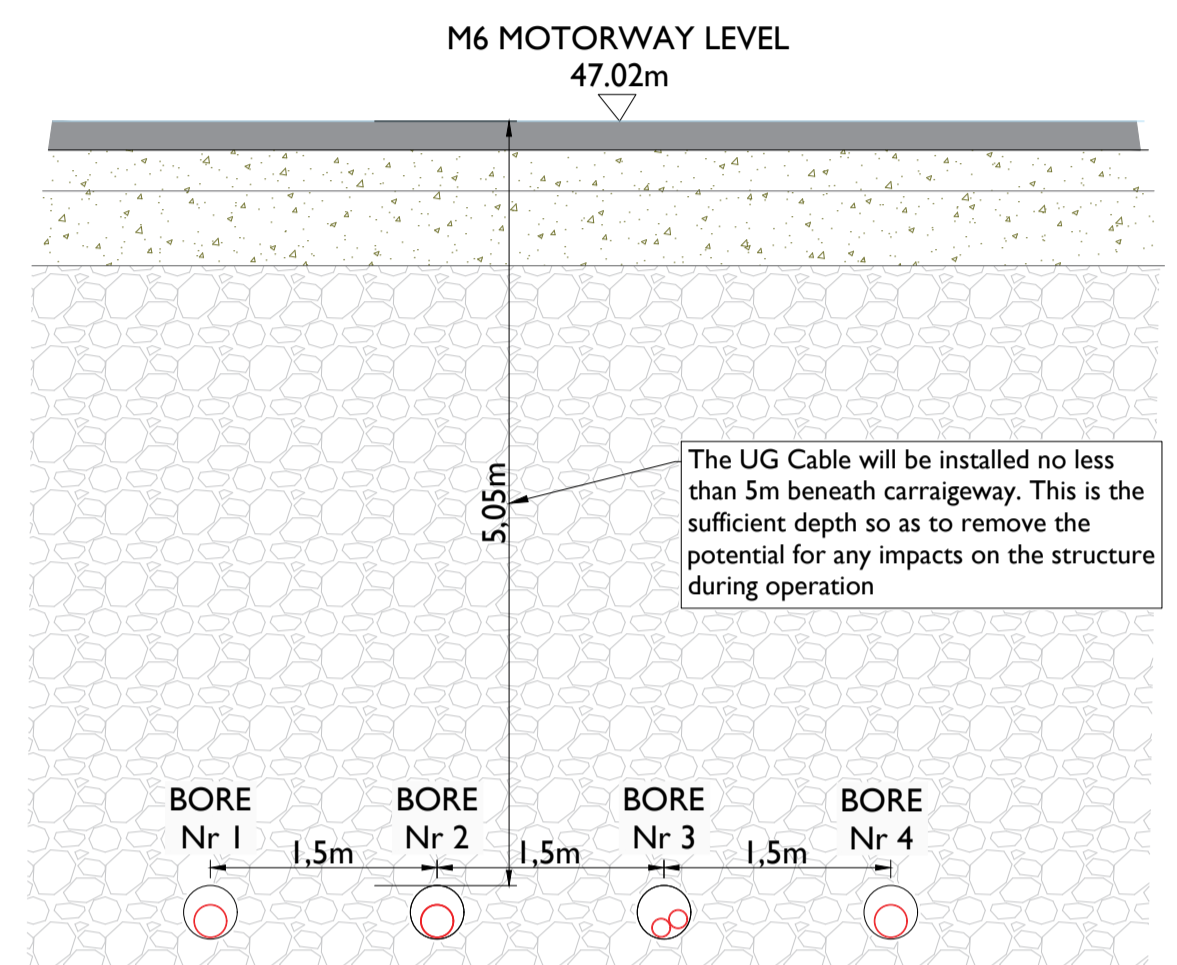 M6 MOTORWAY LEVEL
47.02m
The UG Cable will be installed no less
than 5m beneath carraigeway. This is the
sufficient depth so as to remove the
potential for any impacts on the structure
during operation
5,05m
BORE
Nr 1
BORE
Nr 2
BORE
Nr 3
BORE
Nr 4
1,5m
1,5m
1,5m